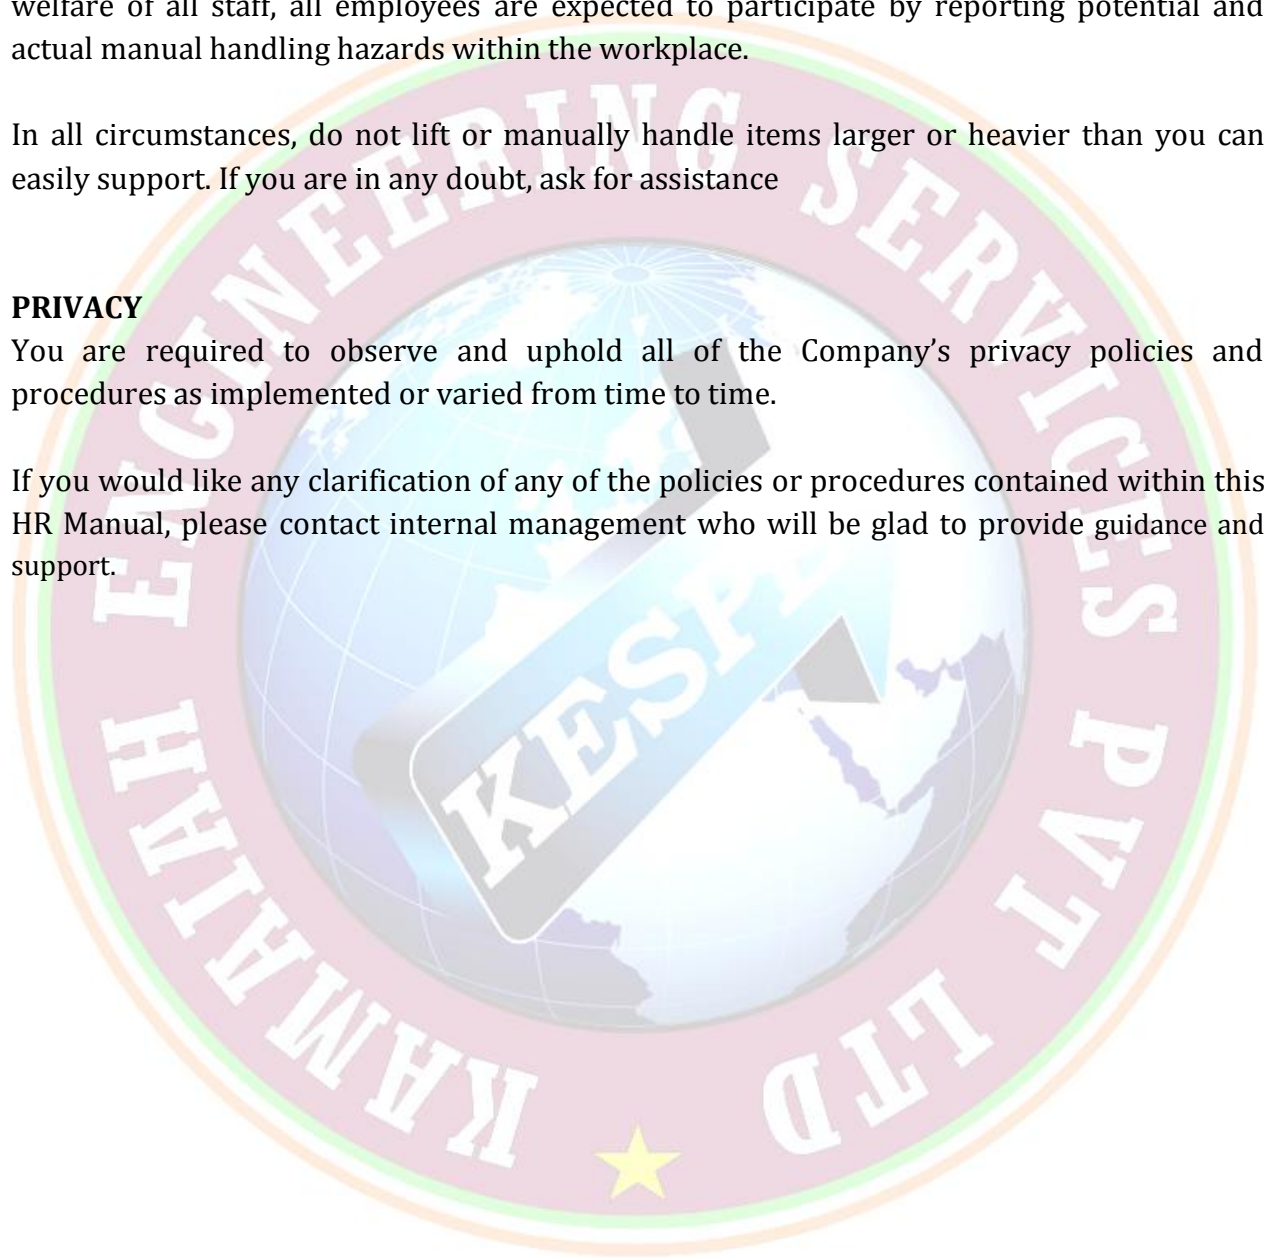 welfare of all staff, all employees are expected to participate by reporting potential and
actual manual handling hazards within the workplace.
In all circumstances, do not lift or manually handle items larger or heavier than you can
easily support. If you are in any doubt, ask for assistance
PRIVACY
You are required to observe and uphold all of the Company’s privacy policies and
procedures as implemented or varied from time to time.
If you would like any clarification of any of the policies or procedures contained within this
HR Manual, please contact internal management who will be glad to provide guidance and
support.
KAMAIAH ENGINEERING SERVICES PVT LTD
KESPL